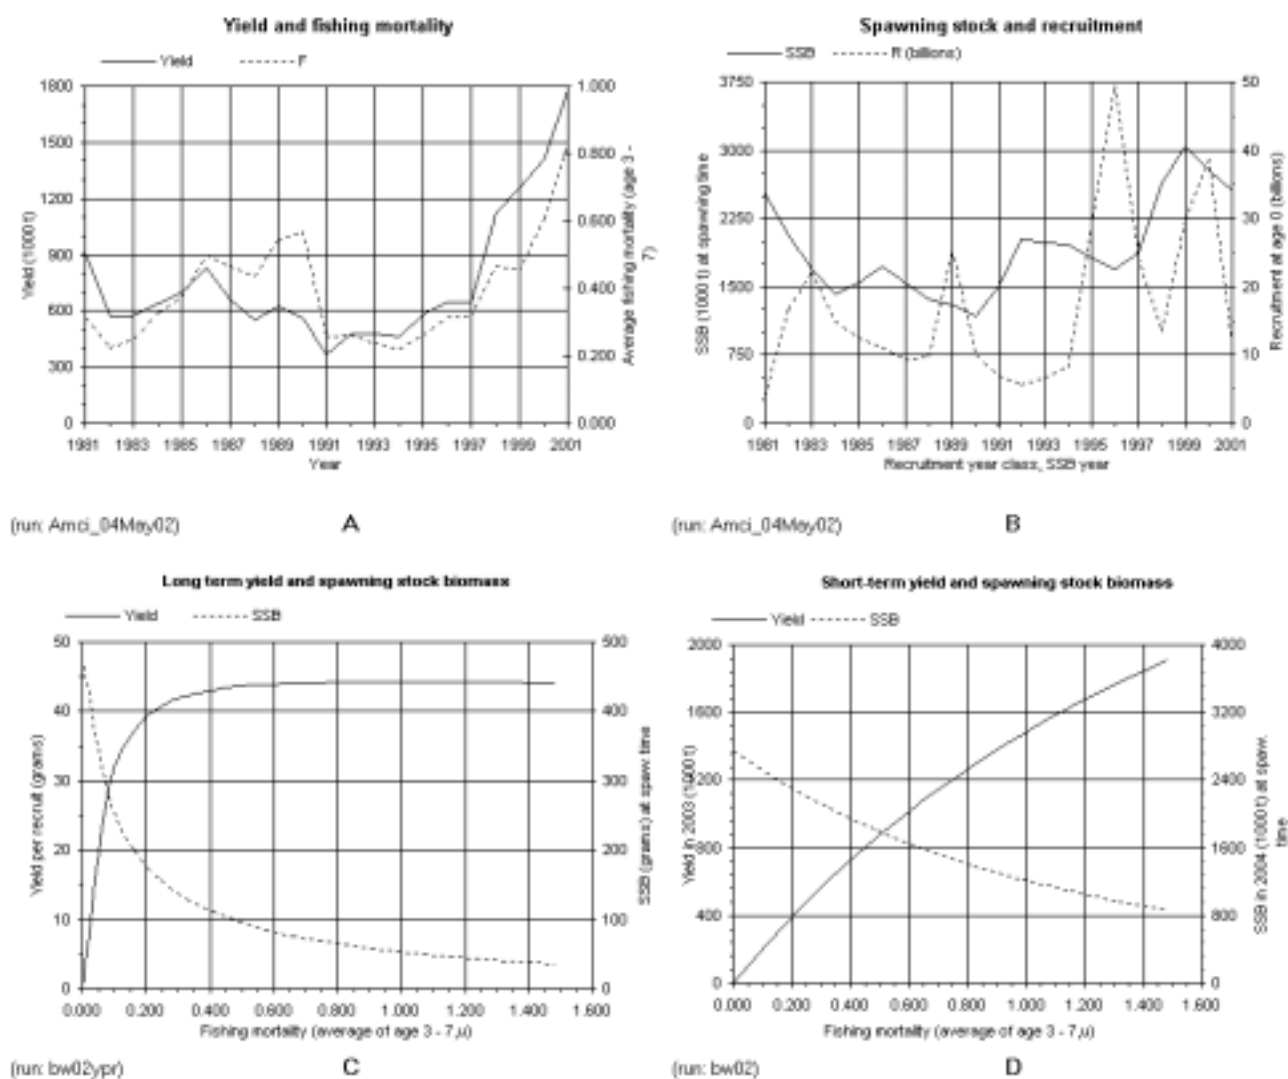 Yield and fishing mortality
Yield F
1800
1500
1200
900
600
300
0
Yield (1000 t)
1.000
0.800
0.600
0.400
0.200
0.000
Average fishing mortality (age 3 -
7)
1981 1983 1985 1987 1989 1991 1993 1995 1997 1999 2001
Year
(run: Amci_04May02) A
Spawning stock and recruitment
SSB R (billions)
3750
3000
2250
1500
750
0
SSB (1000 t) at spawning time
50
40
30
20
10
0
Recruitment at age 0 (billions)
1981 1983 1985 1987 1989 1991 1993 1995 1997 1999 2001
Recruitment year class, SSB year
(run: Amci_04May02) B
Long term yield and spawning stock biomass
Yield SSB
50
40
30
20
10
0
Yield per recruit (grams)
500
400
300
200
100
0
SSB (grams) at spaw. time
0.000 0.200 0.400 0.600 0.800 1.000 1.200 1.400 1.600
Fishing mortality (average of age 3 - 7,u)
(run: bw02ypr) C
Short-term yield and spawning stock biomass
Yield SSB
2000
1600
1200
800
400
0
Yield in 2003 (1000 t)
4000
3200
2400
1600
800
0
SSB in 2004 (1000 t) at spaw.
time
0.000 0.200 0.400 0.600 0.800 1.000 1.200 1.400 1.600
Fishing mortality (average of age 3 - 7,u)
(run: bw02) D